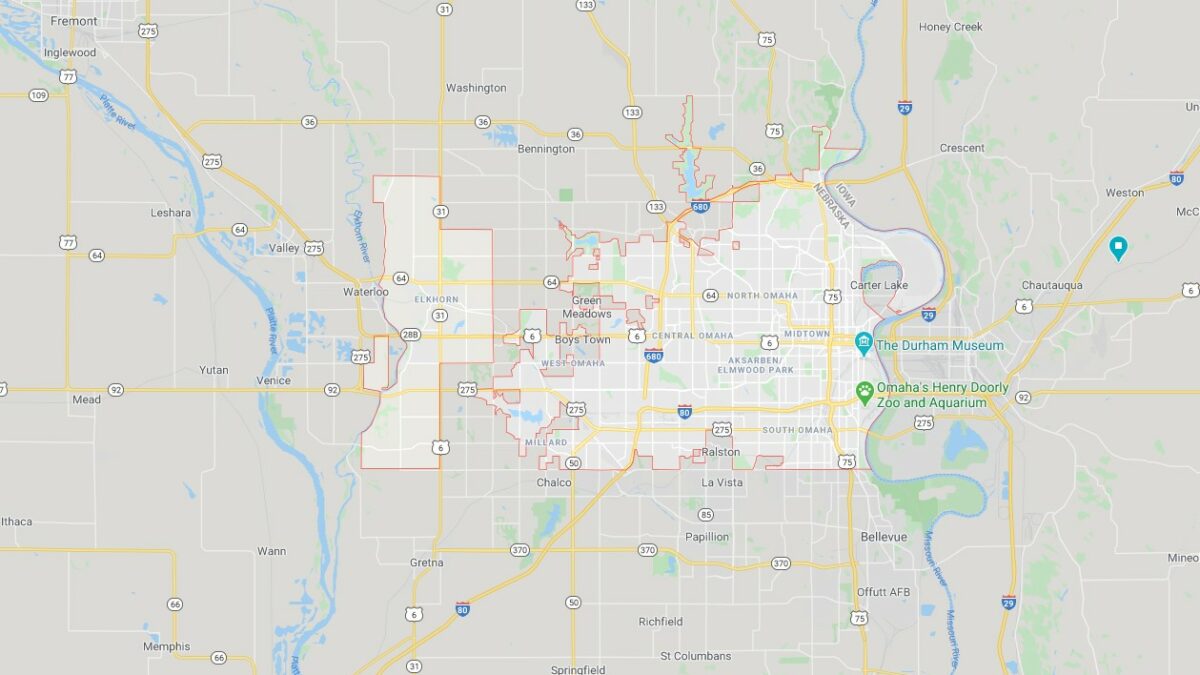 Fremont
275
31
133
Honey Creek
75
Inglewood
77
109
Washington
29
Platte River
36
36
36
133
75
Un
275
Bennington
36
Crescent
80
Weston
IOWA
NEBRASKA
Leshara
31
133
680
McC
Elkhorn River
64
77
64
Valley
275
Waterloo
64
ELKHORN
64
Green
Meadows
64
NORTH OMAHA
75
Carter Lake
Chautauqua
6
6
31
29
Platte River
28B
6
Boys Town
6
CENTRAL OMAHA
MIDTOWN
6
The Durham Museum
275
680
WEST OMAHA
AKSARBEN/
ELMWOOD PARK
Yutan
Venice
92
92
275
Omaha's Henry Doorly
Zoo and Aquarium
92
Mead
275
80
275
275
SOUTH OMAHA
MILLARD
6
50
Ralston
75
Chalco
La Vista
85
Ithaca
Papillion
Bellevue
Missouri River
Wann
370
370
370
Mineo
Gretna
Offutt AFB
66
6
80
50
29
Richfield
75
Missouri River
Memphis
66
31
St Columbans
Springfield